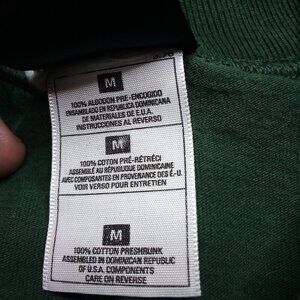 M
100% ALGODON PRE-ENCOGIDO
ENSAMBLADO EN REPUBLICA DOMINICANA
DE MATERIALES DE E.U.A.
INSTRUCCIONES AL REVERSO
M
100% COTON PRÉ-RÉTRÉCI
ASSEMBLÉ AU RÉPUBLIQUE DOMINICAINE
AVEC COMPOSANTES EN PROVENANCE DES É.-U.
VOIR VERSO POUR ENTRETIEN
M
100% COTTON PRESHRUNK
ASSEMBLED IN DOMINICAN REPUBLIC
OF U.S.A. COMPONENTS
CARE ON REVERSE